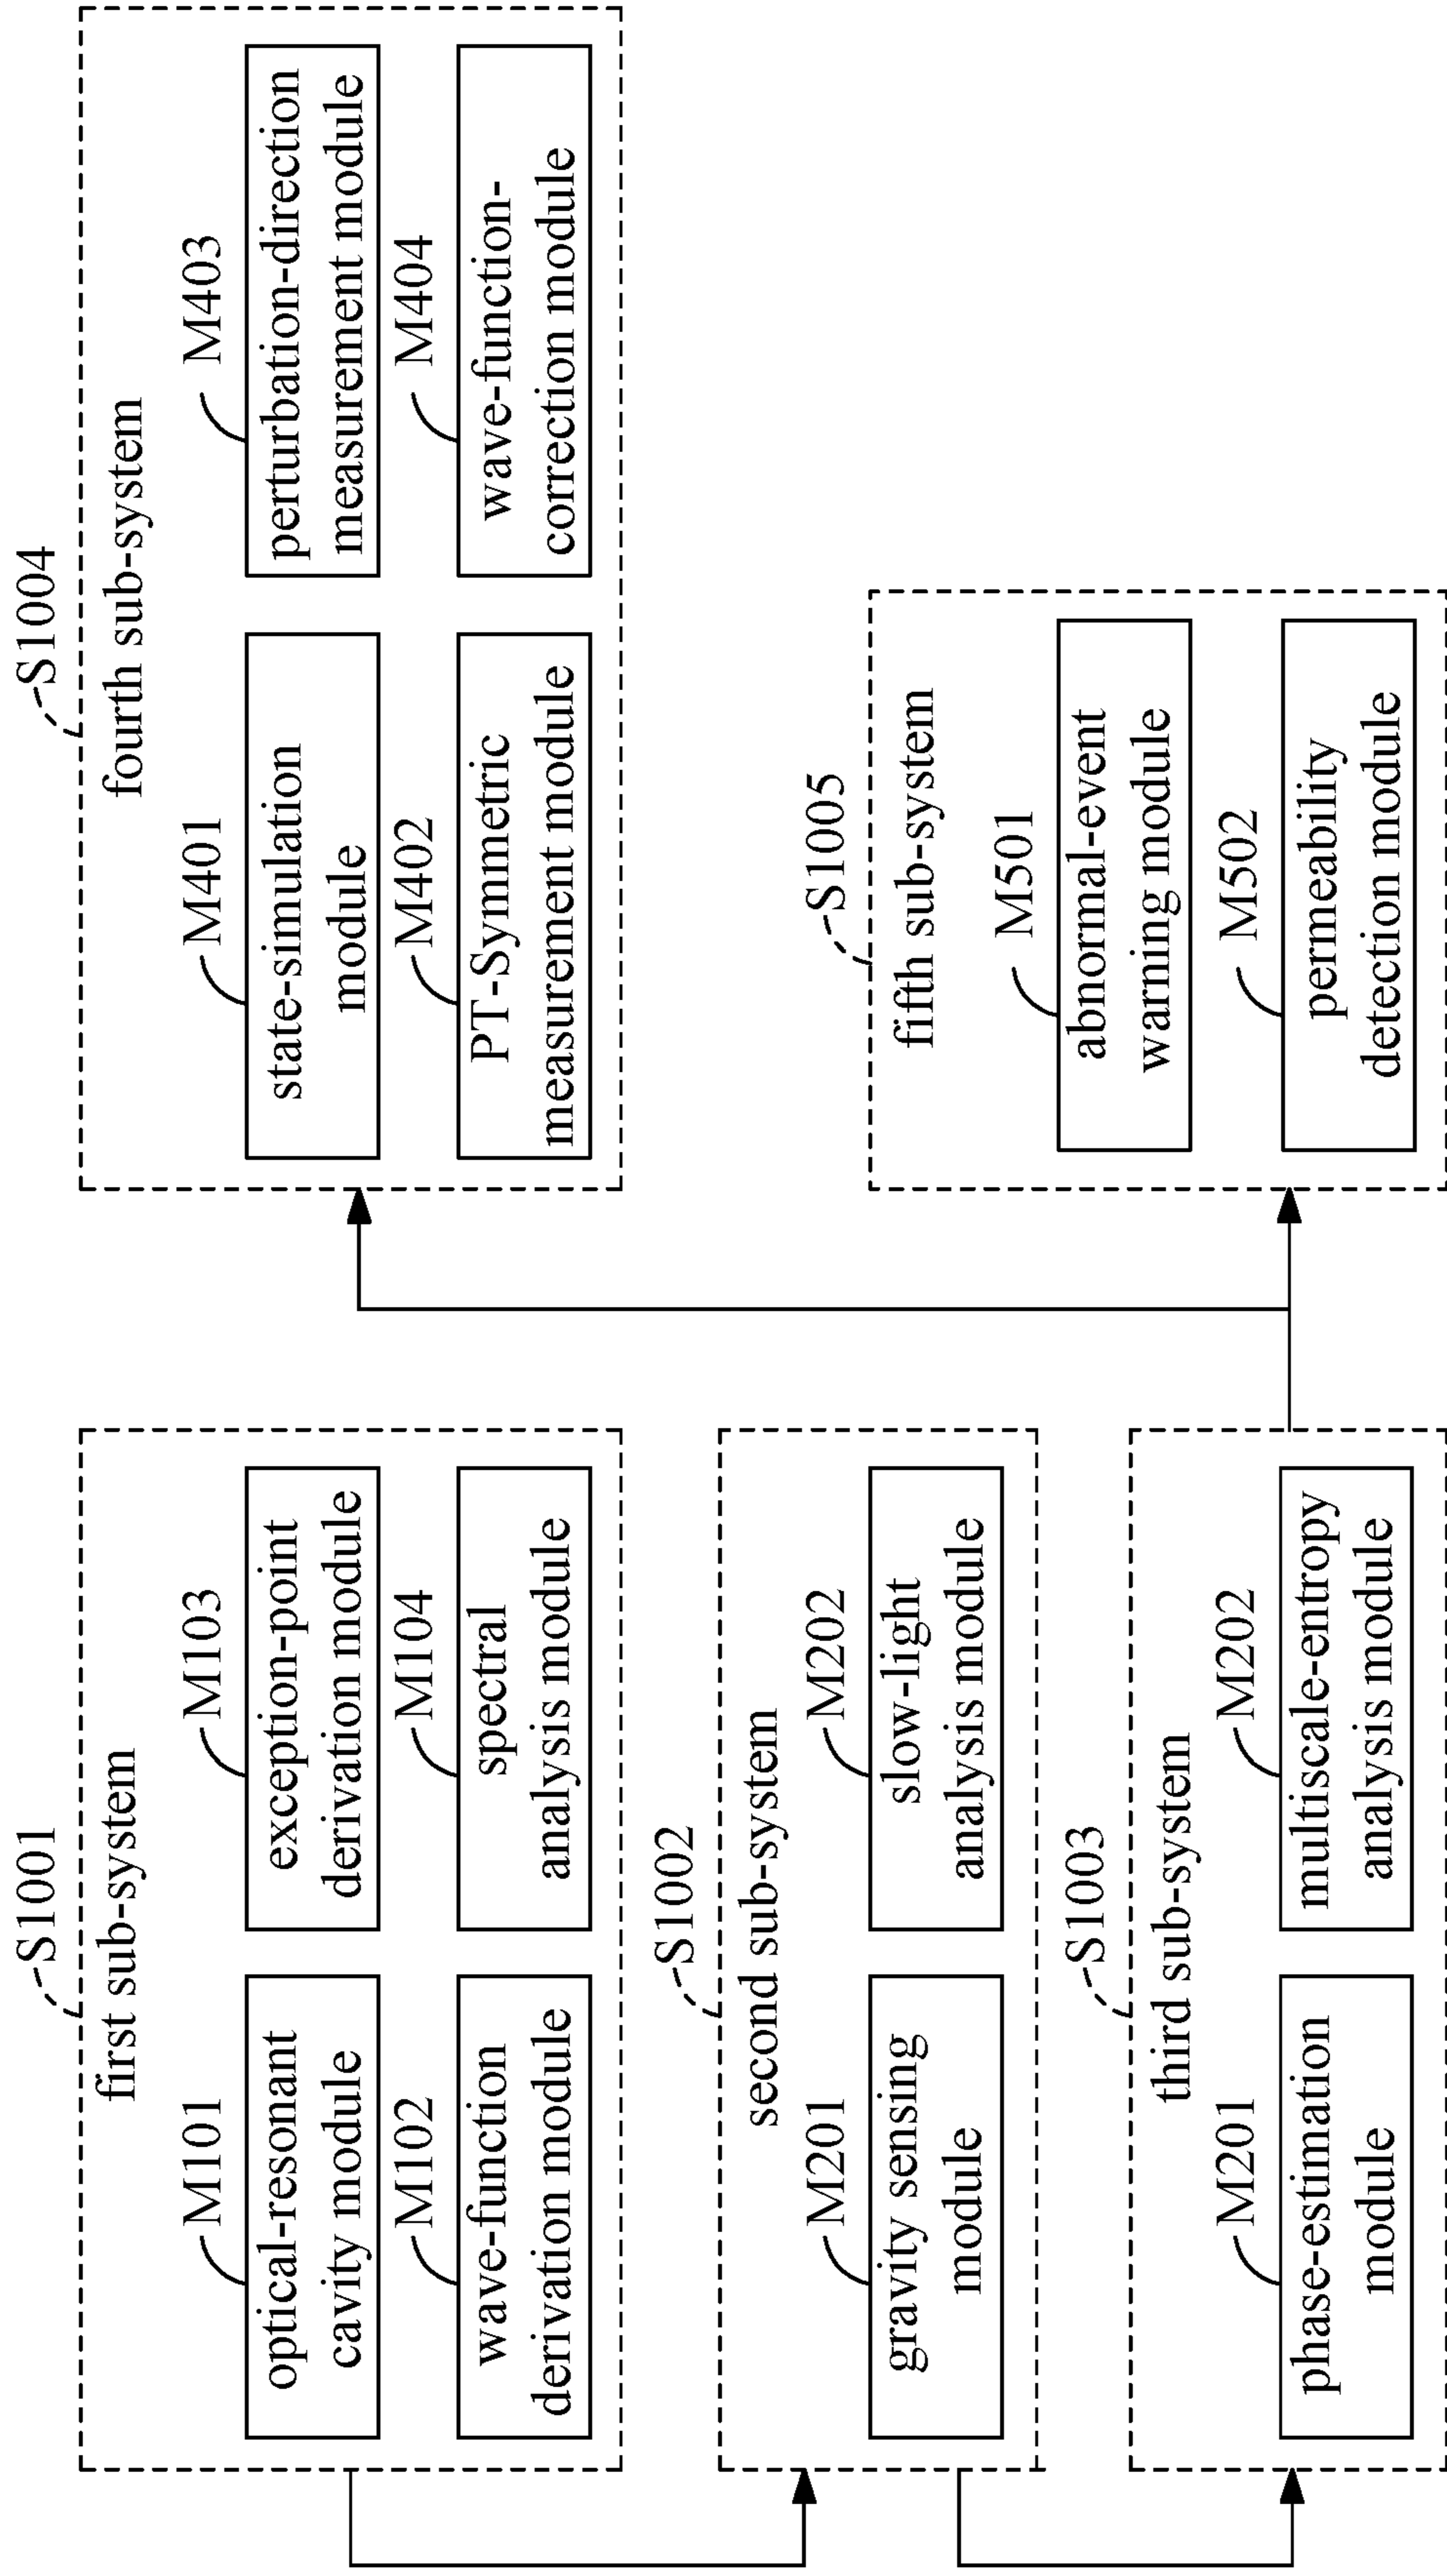 S1001
first sub-system
M101
optical-resonant
cavity module
M103
exception-point
derivation module
M102
wave-function
derivation module
M104
spectral
analysis module
S1002
second sub-system
M201
gravity sensing
module
M202
slow-light
analysis module
S1003
third sub-system
M201
phase-estimation
module
M202
multiscale-entropy
analysis module
S1004
fourth sub-system
M401
state-simulation
module
M403
perturbation-direction
measurement module
M402
PT-Symmetric
measurement module
M404
wave-function-
correction module
S1005
fifth sub-system
M501
abnormal-event
warning module
M502
permeability
detection module